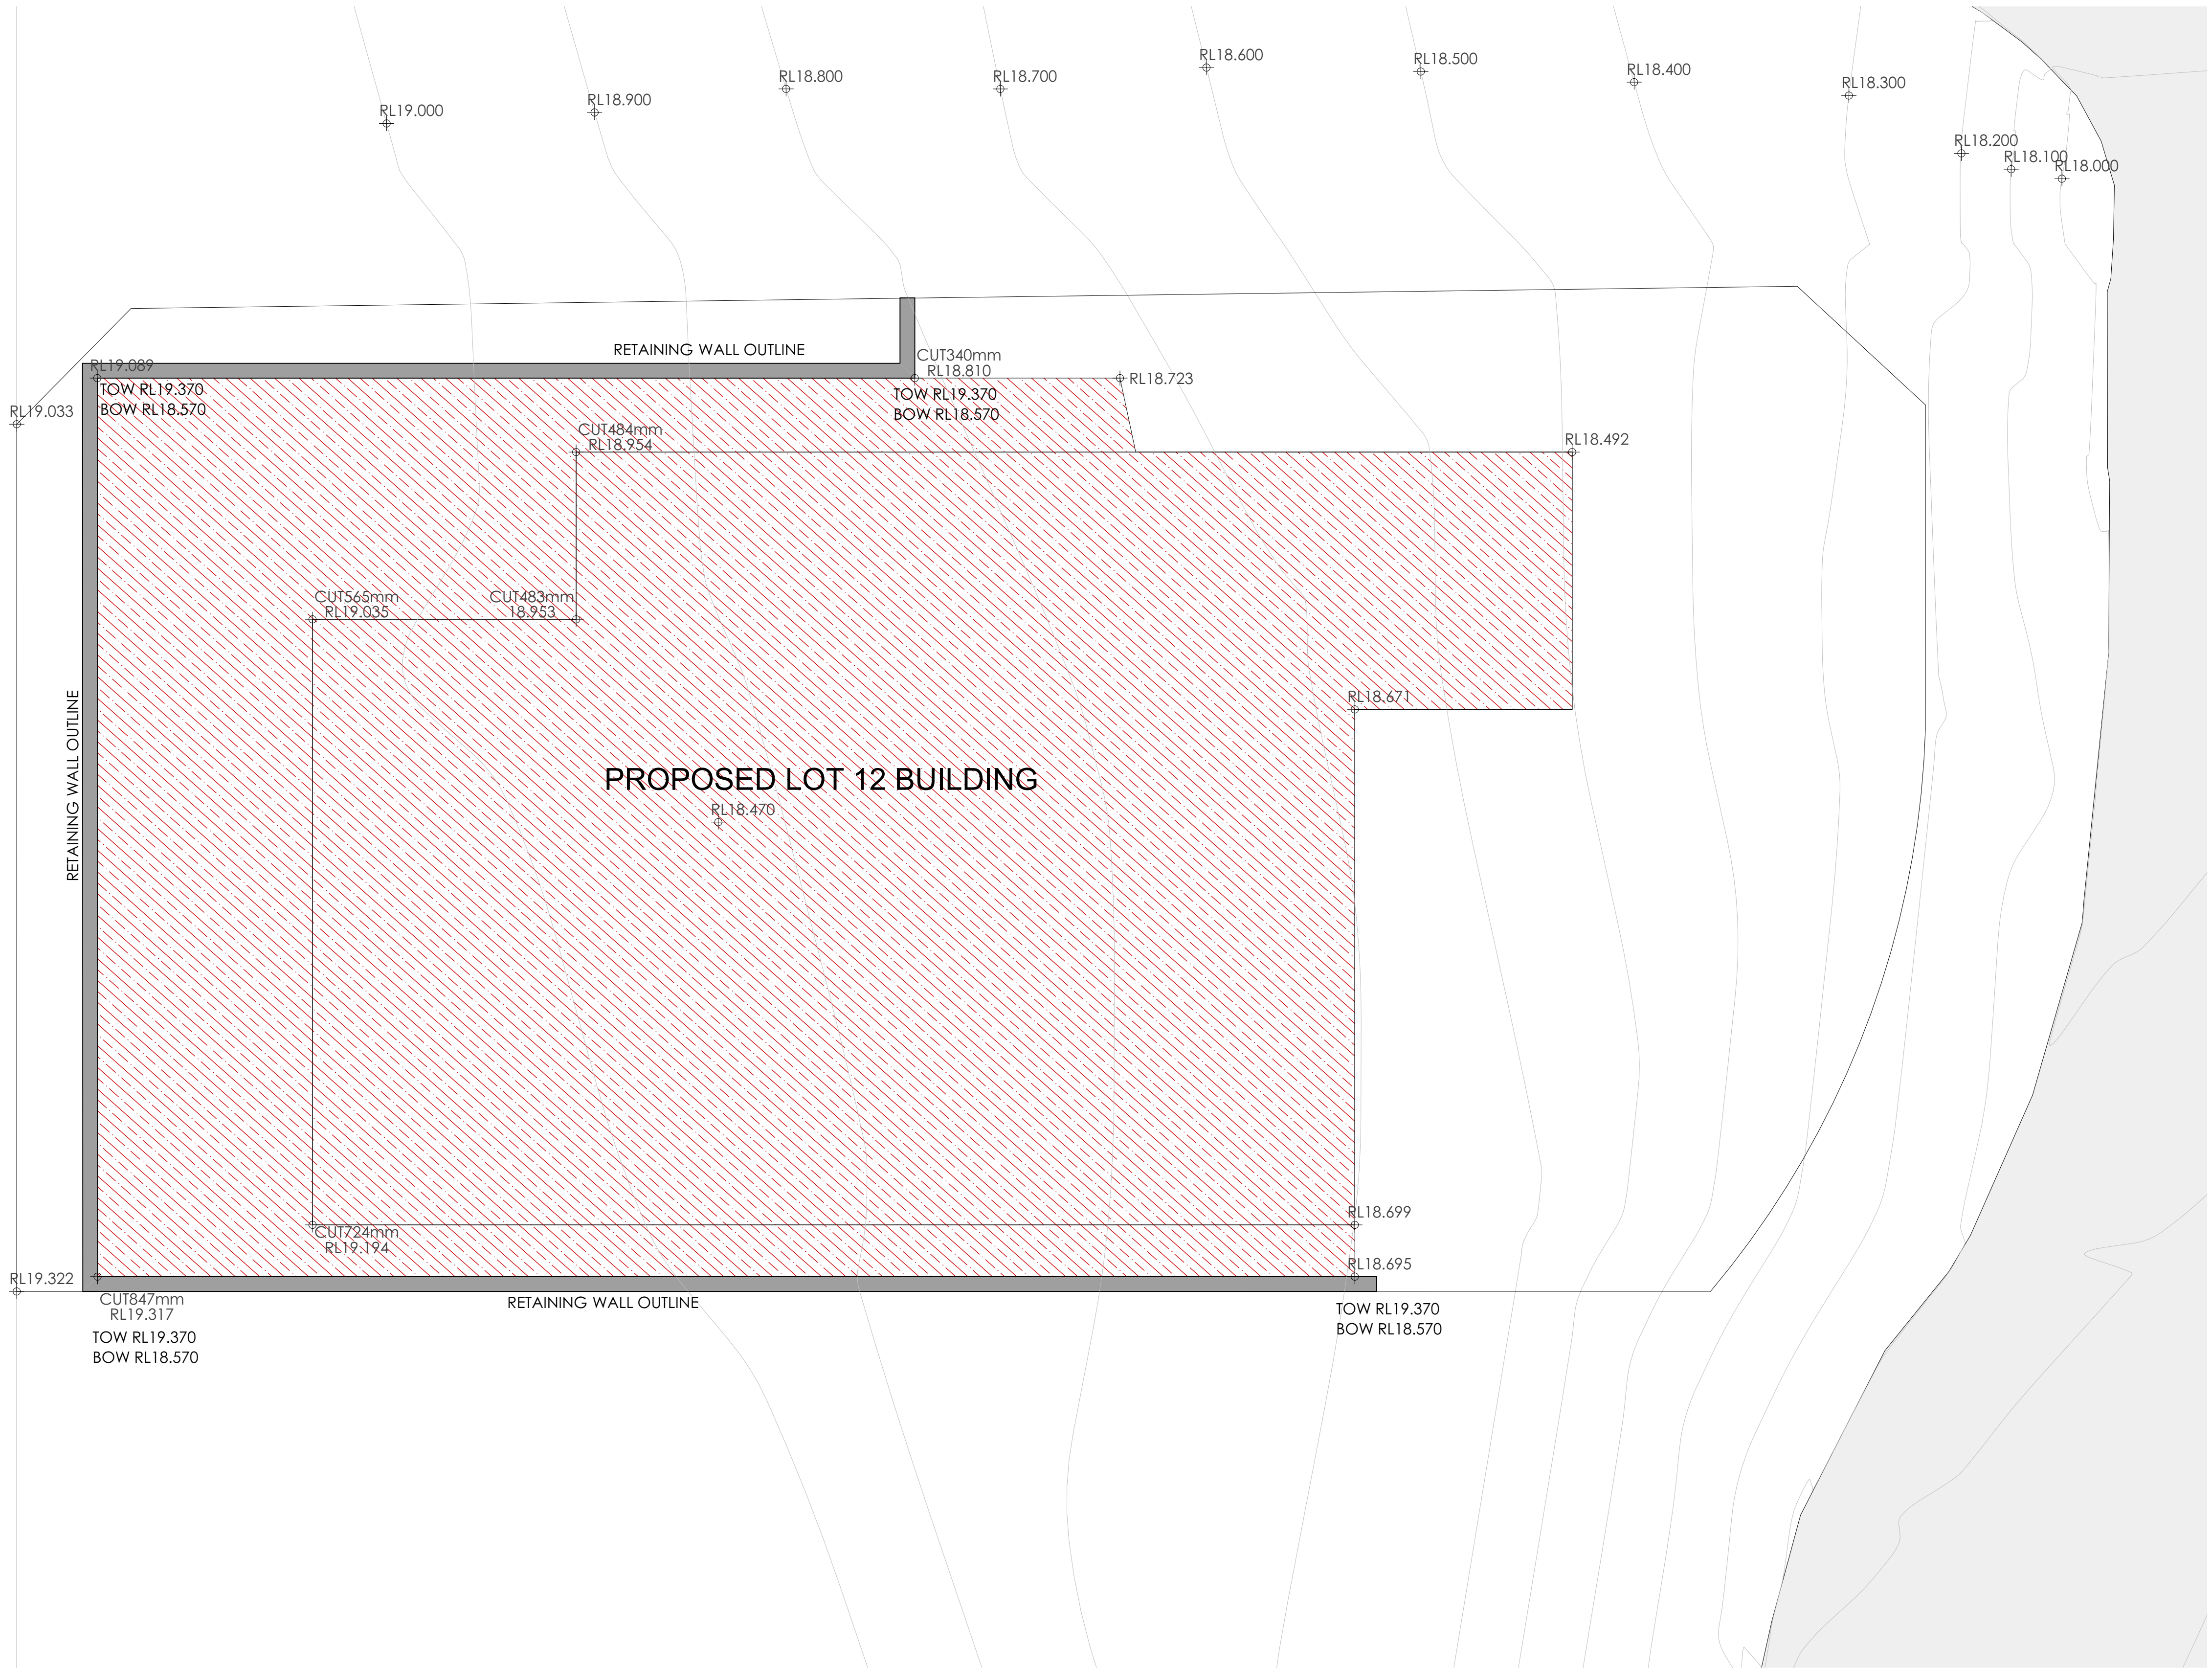 RL18.600
RL18.500
RL18.400
RL18.300
RL18.800
RL18.700
RL18.900
RL19.000
RL18.200
RL18.100
RL18.000
RETAINING WALL OUTLINE
CUT340mm
RL18.810
RL19.089
TOW RL19.370
BOW RL18.570
TOW RL19.370
BOW RL18.570
RL18.723
RL19.033
CUT484mm
RL18.954
RL18.492
CUT565mm
RL19.035
CUT483mm
18.953
RL18.671
RETAINING WALL OUTLINE
PROPOSED LOT 12 BUILDING
RL18.470
RL18.699
CUT724mm
RL19.194
RL18.695
RL19.322
CUT847mm
RL19.317
RETAINING WALL OUTLINE
TOW RL19.370
BOW RL18.570
TOW RL19.370
BOW RL18.570